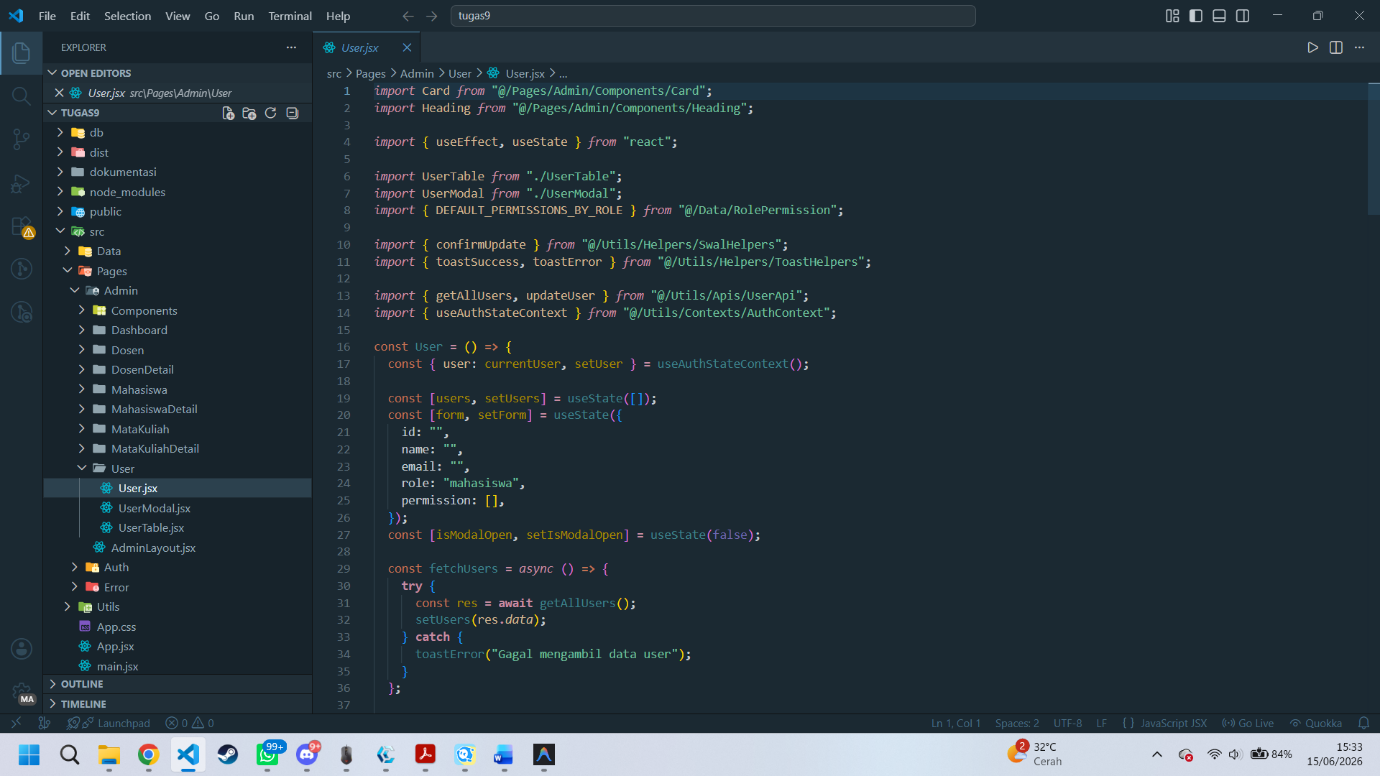 File Edit Selection View Go Run Terminal Help
tugas9
EXPLORER
OPEN EDITORS
User.jsx src\Pages\Admin\User
TUGAS9
db
dist
dokumentasi
node_modules
public
src
Data
Pages
Admin
Components
Dashboard
Dosen
DosenDetail
Mahasiswa
MahasiswaDetail
MataKuliah
MataKuliahDetail
User
User.jsx
UserModal.jsx
UserTable.jsx
AdminLayout.jsx
Auth
Error
Utils
App.css
App.jsx
main.jsx
OUTLINE
TIMELINE
MA
User.jsx
src > Pages > Admin > User > User.jsx > ...
1 import Card from "@/Pages/Admin/Components/Card";
2 import Heading from "@/Pages/Admin/Components/Heading";
3
4 import { useEffect, useState } from "react";
5
6 import UserTable from "./UserTable";
7 import UserModal from "./UserModal";
8 import { DEFAULT_PERMISSIONS_BY_ROLE } from "@/Data/RolePermission";
9
10 import { confirmUpdate } from "@/Utils/Helpers/SwalHelpers";
11 import { toastSuccess, toastError } from "@/Utils/Helpers/ToastHelpers";
12
13 import { getAllUsers, updateUser } from "@/Utils/Apis/UserApi";
14 import { useAuthStateContext } from "@/Utils/Contexts/AuthContext";
15
16 const User = () => {
17 const { user: currentUser, setUser } = useAuthStateContext();
18
19 const [users, setUsers] = useState([]);
20 const [form, setForm] = useState({
21 id: "",
22 name: "",
23 email: "",
24 role: "mahasiswa",
25 permission: [],
26 });
27 const [isModalOpen, setIsModalOpen] = useState(false);
28
29 const fetchUsers = async () => {
30 try {
31 const res = await getAllUsers();
32 setUsers(res.data);
33 } catch {
34 toastError("Gagal mengambil data user");
35 }
36 };
37
Launchpad 0 0 Ln 1, Col 1 Spaces: 2 UTF-8 LF { } JavaScript JSX Go Live Quokka
99+ 9+ 2 32°C Cerah 84% 15:33 15/06/2026